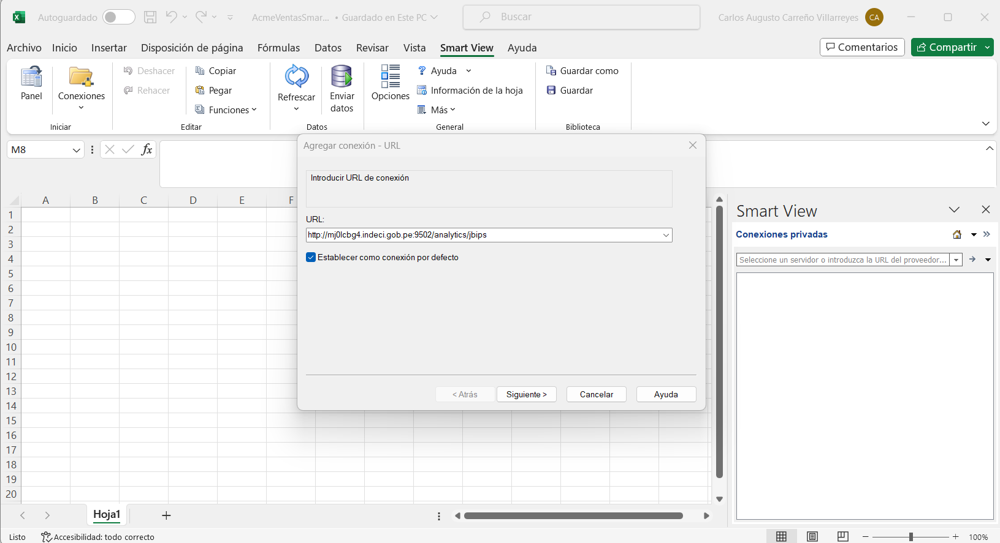 Autoguardado
AcmeVentasSmar... • Guardado en Este PC
Buscar
Carlos Augusto Carreño Villarreyes
CA
Archivo Inicio Insertar Disposición de página Fórmulas Datos Revisar Vista Smart View Ayuda
Comentarios
Compartir
Panel
Conexiones
Iniciar
Deshacer
Rehacer
Copiar
Pegar
Funciones
Editar
Refrescar
Enviar
datos
Datos
Opciones
Ayuda
Información de la hoja
Más
General
Guardar como
Guardar
Biblioteca
M8
fx
Agregar conexión - URL
Introducir URL de conexión
URL:
http://mj0lcbg4.indeci.gob.pe:9502/analytics/jbips
Establecer como conexión por defecto
< Atrás
Siguiente >
Cancelar
Ayuda
A B C D E F
1
2
3
4
5
6
7
8
9
10
11
12
13
14
15
16
17
18
19
20
Smart View
Conexiones privadas
Seleccione un servidor o introduzca la URL del proveedor...
Hoja1
Listo
Accesibilidad: todo correcto
100%